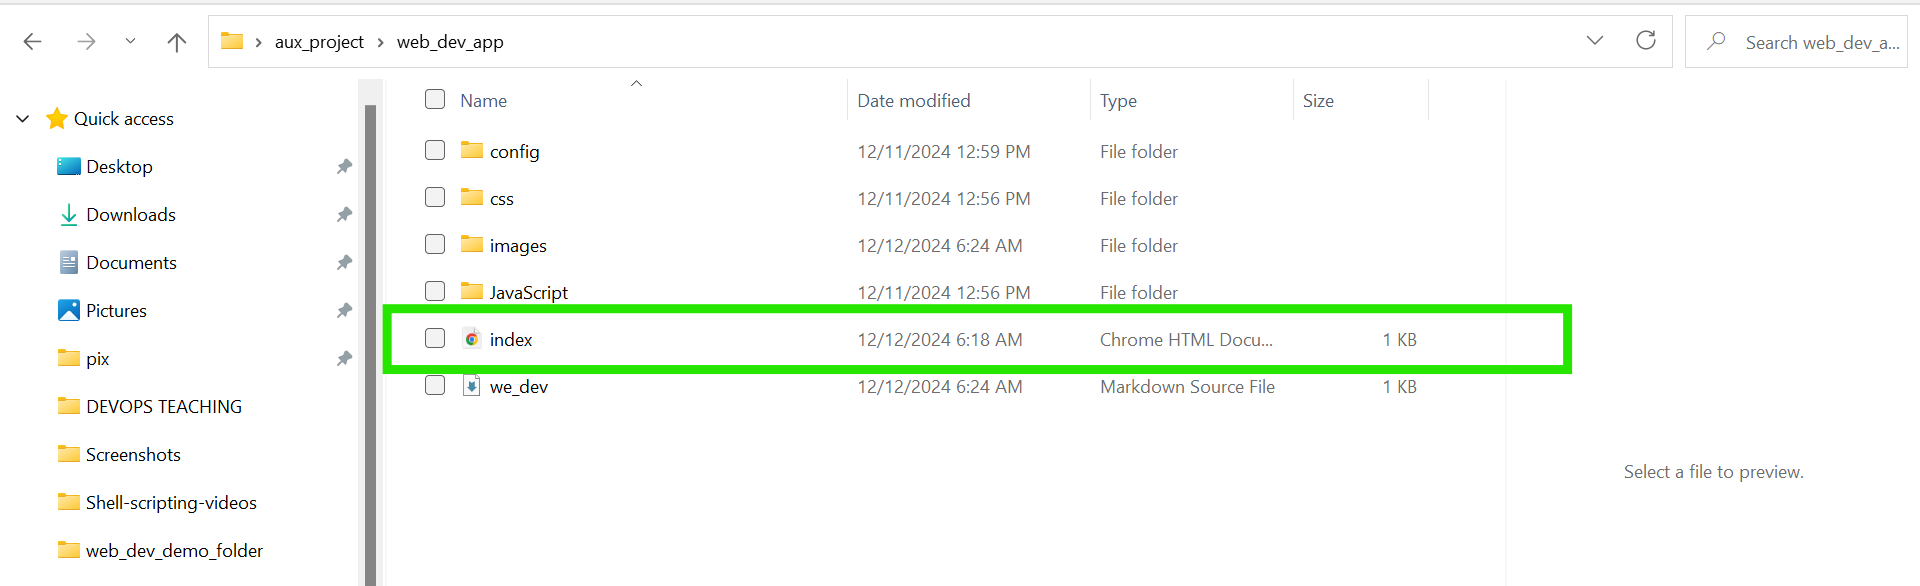 aux_project > web_dev_app
Search web_dev_a...
Quick access
Desktop
Downloads
Documents
Pictures
pix
DEVOPS TEACHING
Screenshots
Shell-scripting-videos
web_dev_demo_folder
Name Date modified Type Size
config 12/11/2024 12:59 PM File folder
css 12/11/2024 12:56 PM File folder
images 12/12/2024 6:24 AM File folder
JavaScript 12/11/2024 12:56 PM File folder
index 12/12/2024 6:18 AM Chrome HTML Docu... 1 KB
we_dev 12/12/2024 6:24 AM Markdown Source File 1 KB
Select a file to preview.